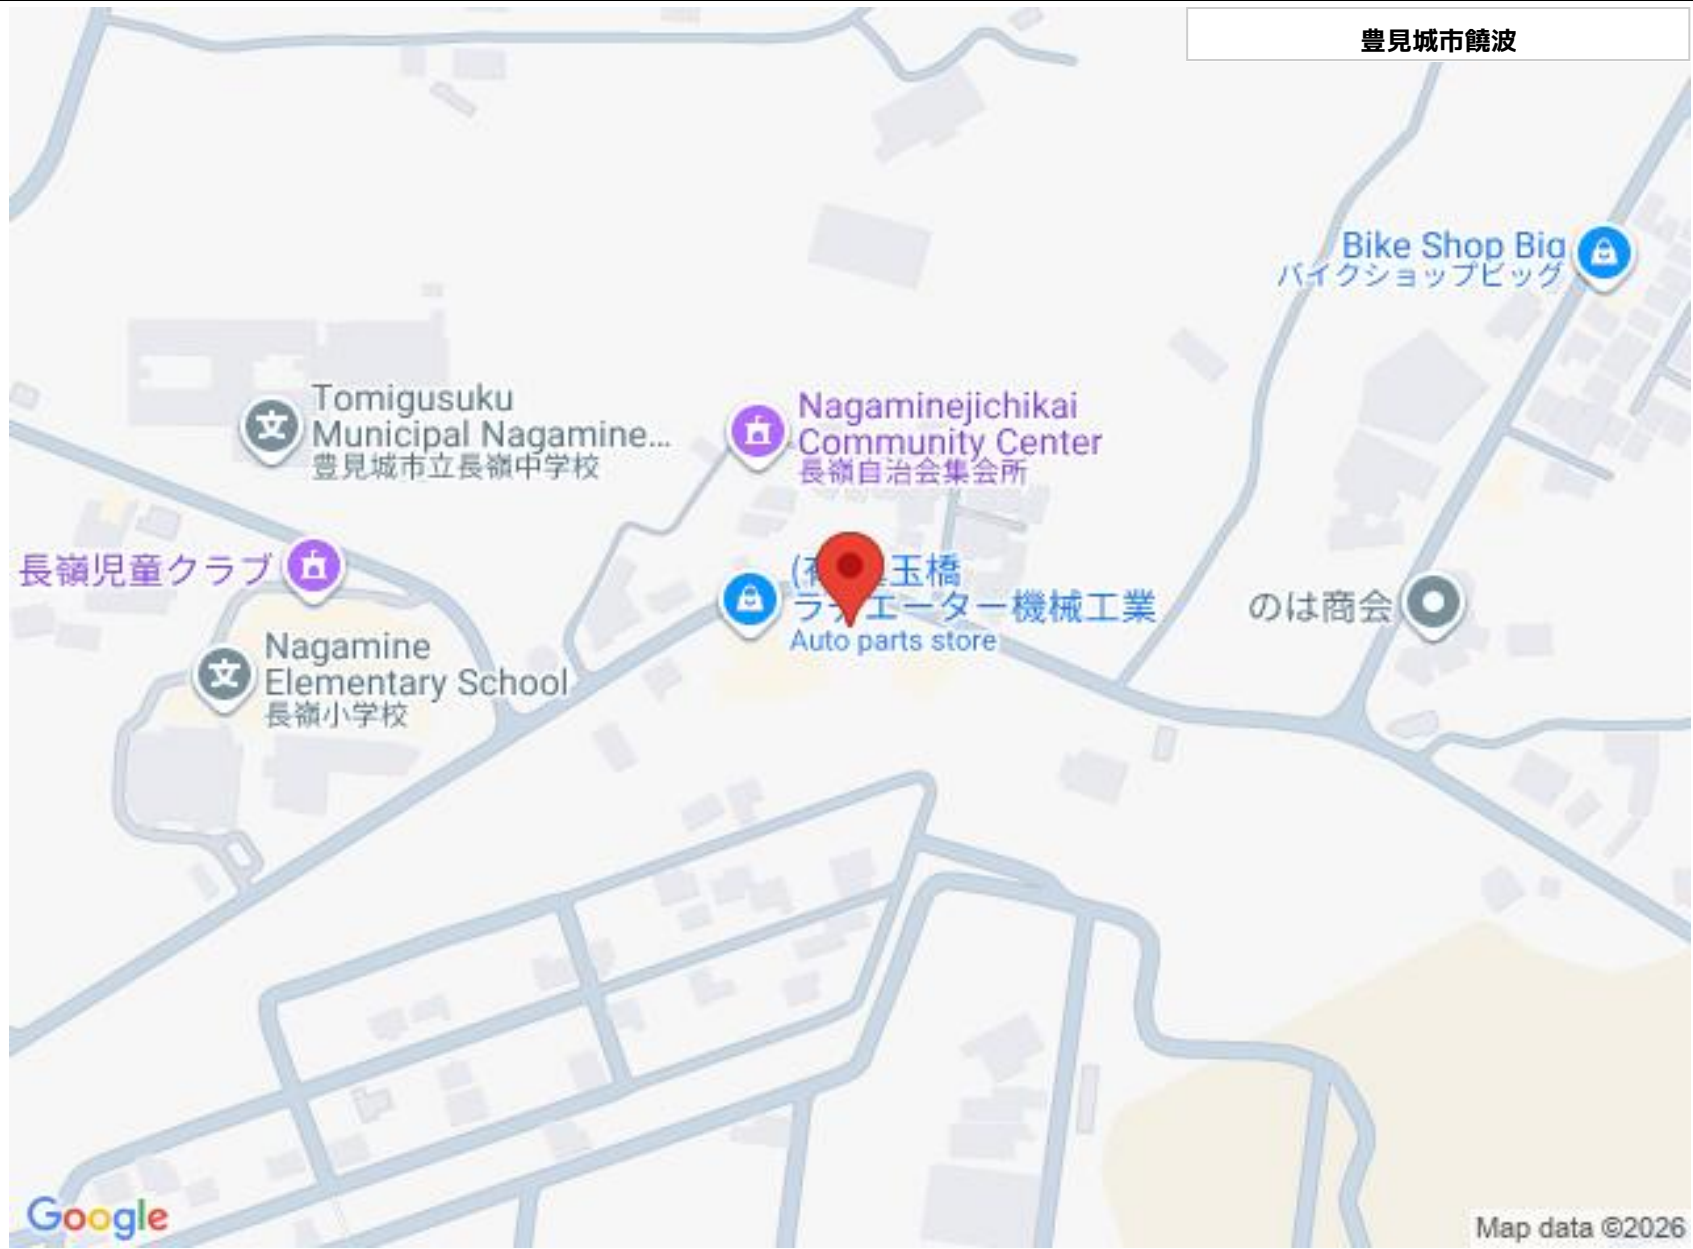 豊見城市饒波
Bike Shop Big
バイクショップビッグ
Tomigusuku
Municipal Nagamine...
豊見城市立長嶺中学校
Nagaminejichikai
Community Center
長嶺自治会集会所
長嶺児童クラブ
玉橋
ーター機械工業
Auto parts store
のは商会
Nagamine
Elementary School
長嶺小学校
Google
Map data ©2026